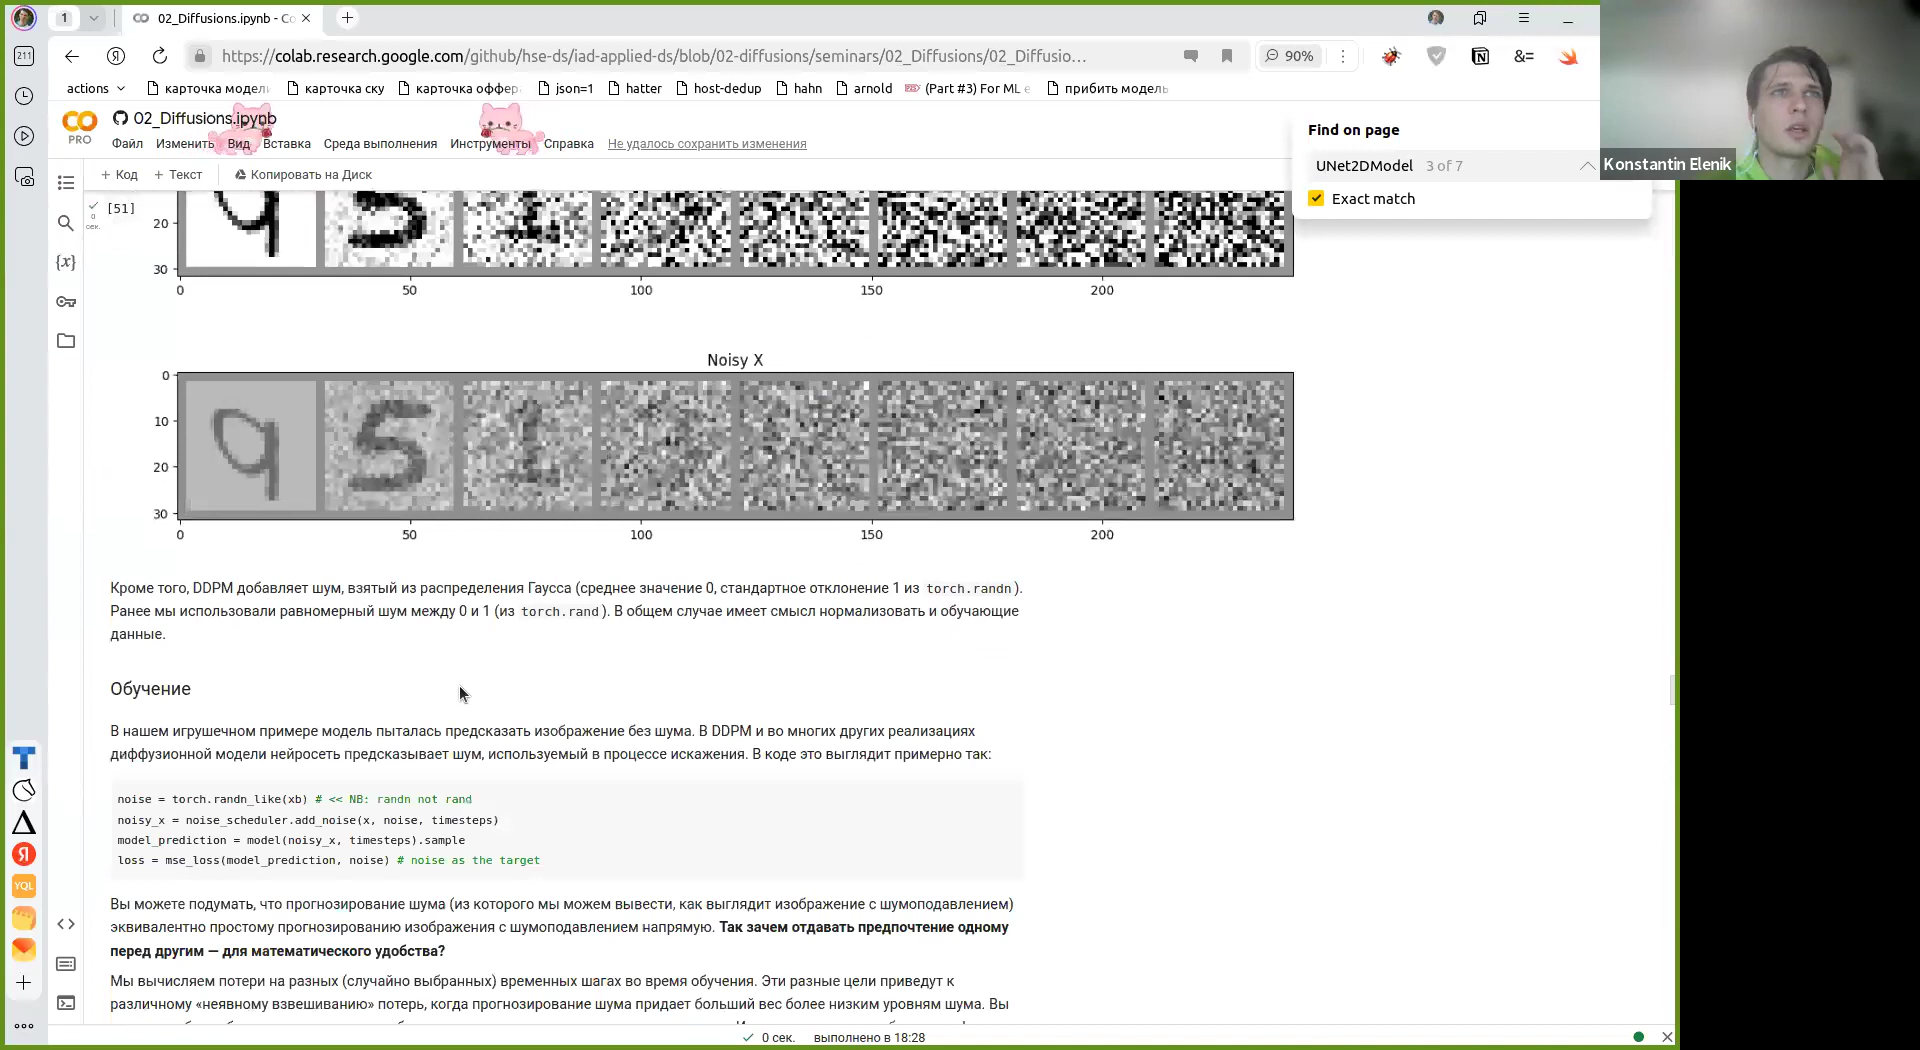 1
02_Diffusions.ipynb - Co
211
https://colab.research.google.com/github/hse-ds/iad-applied-ds/blob/02-diffusions/seminars/02_Diffusions/02_Diffusio…
90%
actions
карточка модели
карточка ску
карточка оффер
json=1
hatter
host-dedup
hahn
arnold
(Part #3) For ML e
прибить модель
PRO
02_Diffusions.ipynb
Файл Изменить Вид Вставка Среда выполнения Инструменты Справка Не удалось сохранить изменения
Find on page
UNet2DModel 3 of 7
Exact match
Konstantin Elenik
+ Код + Текст Копировать на Диск
[51]
0
сек.
20
30
0 50 100 150 200
Noisy X
0
10
20
30
0 50 100 150 200
Кроме того, DDPM добавляет шум, взятый из распределения Гаусса (среднее значение 0, стандартное отклонение 1 из torch.randn).
Ранее мы использовали равномерный шум между 0 и 1 (из torch.rand). В общем случае имеет смысл нормализовать и обучающие
данные.
Обучение
В нашем игрушечном примере модель пыталась предсказать изображение без шума. В DDPM и во многих других реализациях
диффузионной модели нейросеть предсказывает шум, используемый в процессе искажения. В коде это выглядит примерно так:
noise = torch.randn_like(xb) # << NB: randn not rand
noisy_x = noise_scheduler.add_noise(x, noise, timesteps)
model_prediction = model(noisy_x, timesteps).sample
loss = mse_loss(model_prediction, noise) # noise as the target
Вы можете подумать, что прогнозирование шума (из которого мы можем вывести, как выглядит изображение с шумоподавлением)
эквивалентно простому прогнозированию изображения с шумоподавлением напрямую. Так зачем отдавать предпочтение одному
перед другим — для математического удобства?
Мы вычисляем потери на разных (случайно выбранных) временных шагах во время обучения. Эти разные цели приведут к
различному «неявному взвешиванию» потерь, когда прогнозирование шума придает больший вес более низким уровням шума. Вы
YQL
0 сек. выполнено в 18:28